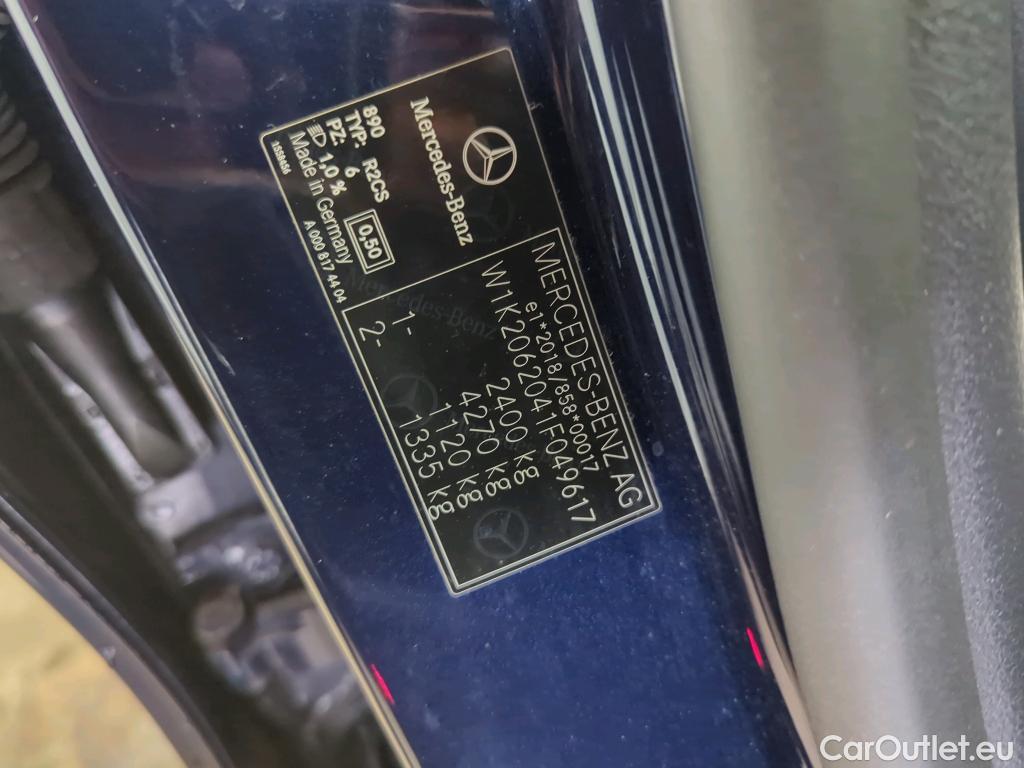 MERCEDES-BENZ AG
e1*2018/858*00017
W1K2062041F049617
2400 kg
4270 kg
1- 1120 kg
2- 1335 kg
Mercedes-Benz
890
TYP: R2CS
PZ: 6 0,50
1,0 %
Made in Germany
A 000 817 44 04
CarOutlet.eu